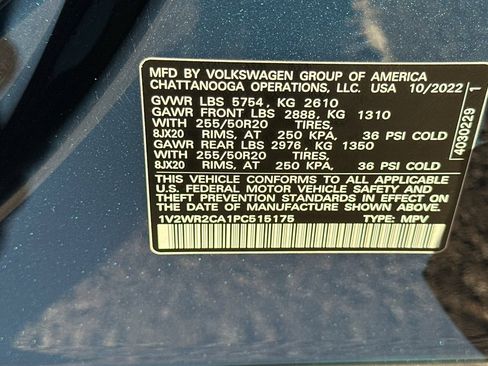 MFD BY VOLKSWAGEN GROUP OF AMERICA
CHATTANOOGA OPERATIONS, LLC. USA 10/2022
GVWR LBS 5754, KG 2610
GAWR FRONT LBS 2888, KG 1310
WITH 255/50R20 TIRES,
8JX20 RIMS, AT 250 KPA, 36 PSI COLD
GAWR REAR LBS 2976, KG 1350
WITH 255/50R20 TIRES,
8JX20 RIMS, AT 250 KPA, 36 PSI COLD
THIS VEHICLE CONFORMS TO ALL APPLICABLE
U.S. FEDERAL MOTOR VEHICLE SAFETY AND
THEFT PREVENTION STANDARDS IN EFFECT ON
THE DATE OF MANUFACTURE SHOWN ABOVE.
1V2WR2CA1PC515175 TYPE: MPV
4030229 1